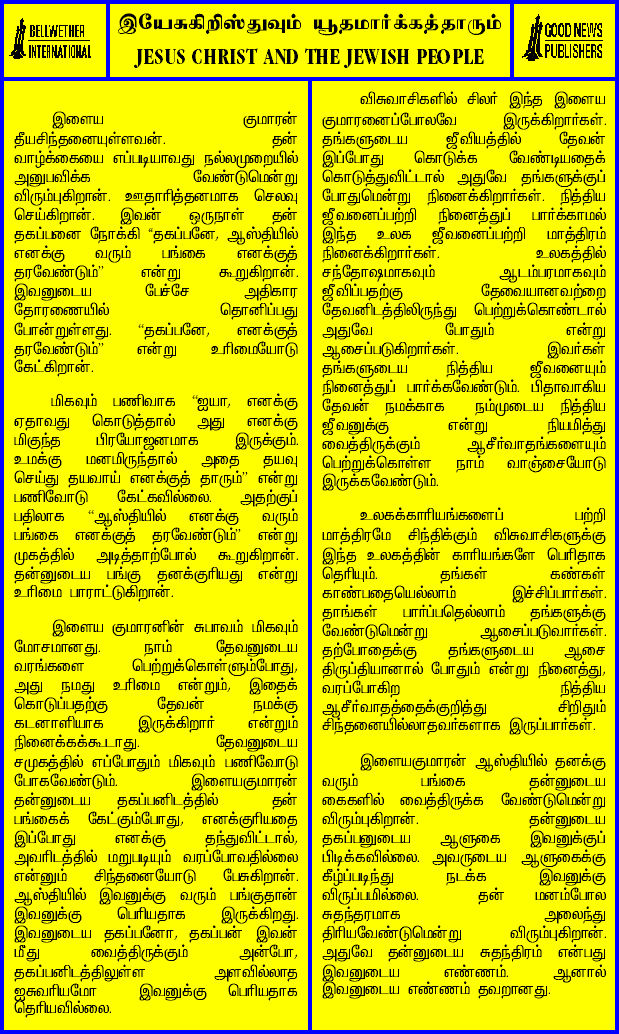 BELLWETHER
INTERNATIONAL
இயேசுகிறிஸ்துவும் யூதமார்க்கத்தாரும்
JESUS CHRIST AND THE JEWISH PEOPLE
GOOD NEWS
PUBLISHERS
இளைய குமாரன்
தீயசிந்தனையுள்ளவன். தன்
வாழ்க்கையை எப்படியாவது நல்லமுறையில்
அனுபவிக்க வேண்டுமென்று
விரும்புகிறான். ஊதாரித்தனமாக செலவு
செய்கிறான். இவன் ஒருநாள் தன்
தகப்பனை நோக்கி “தகப்பனே, ஆஸ்தியில்
எனக்கு வரும் பங்கை எனக்குத்
தரவேண்டும்” என்று கூறுகிறான்.
இவனுடைய பேச்சே அதிகார
தோரணையில் தொனிப்பது
போன்றுள்ளது. “தகப்பனே, எனக்குத்
தரவேண்டும்” என்று உரிமையோடு
கேட்கிறான்.
மிகவும் பணிவாக “ஐயா, எனக்கு
ஏதாவது கொடுத்தால் அது எனக்கு
மிகுந்த பிரயோஜனமாக இருக்கும்.
உமக்கு மனமிருந்தால் அதை தயவு
செய்து தயவாய் எனக்குத் தாரும்” என்று
பணிவோடு கேட்கவில்லை. அதற்குப்
பதிலாக “ஆஸ்தியில் எனக்கு வரும்
பங்கை எனக்குத் தரவேண்டும்” என்று
முகத்தில் அடித்தாற்போல் கூறுகிறான்.
தன்னுடைய பங்கு தனக்குரியது என்று
உரிமை பாராட்டுகிறான்.
இளைய குமாரனின் சுபாவம் மிகவும்
மோசமானது. நாம் தேவனுடைய
வரங்களை பெற்றுக்கொள்ளும்போது,
அது நமது உரிமை என்றும், இதைக்
கொடுப்பதற்கு தேவன் நமக்கு
கடனாளியாக இருக்கிறார் என்றும்
நினைக்கக்கூடாது. தேவனுடைய
சமுகத்தில் எப்போதும் மிகவும் பணிவோடு
போகவேண்டும். இளையகுமாரன்
தன்னுடைய தகப்பனிடத்தில் தன்
பங்கைக் கேட்கும்போது, எனக்குரியதை
இப்போது எனக்கு தந்துவிட்டால்,
அவரிடத்தில் மறுபடியும் வரப்போவதில்லை
என்னும் சிந்தனையோடு பேசுகிறான்.
ஆஸ்தியில் இவனுக்கு வரும் பங்குதான்
இவனுக்கு பெரியதாக இருக்கிறது.
இவனுடைய தகப்பனோ, தகப்பன் இவன்
மீது வைத்திருக்கும் அன்போ,
தகப்பனிடத்திலுள்ள அளவில்லாத
ஐசுவரியமோ இவனுக்கு பெரியதாக
தெரியவில்லை.
விசுவாசிகளில் சிலர் இந்த இளைய
குமாரனைப்போலவே இருக்கிறார்கள்.
தங்களுடைய ஜீவியத்தில் தேவன்
இப்போது கொடுக்க வேண்டியதைக்
கொடுத்துவிட்டால் அதுவே தங்களுக்குப்
போதுமென்று நினைக்கிறார்கள். நித்திய
ஜீவனைப்பற்றி நினைத்துப் பார்க்காமல்
இந்த உலக ஜீவனைப்பற்றி மாத்திரம்
நினைக்கிறார்கள். உலகத்தில்
சந்தோஷமாகவும் ஆடம்பரமாகவும்
ஜீவிப்பதற்கு தேவையானவற்றை
தேவனிடத்திலிருந்து பெற்றுக்கொண்டால்
அதுவே போதும் என்று
ஆசைப்படுகிறார்கள். இவர்கள்
தங்களுடைய நித்திய ஜீவனையும்
நினைத்துப் பார்க்கவேண்டும். பிதாவாகிய
தேவன் நமக்காக நம்முடைய நித்திய
ஜீவனுக்கு என்று நியமித்து
வைத்திருக்கும் ஆசீர்வாதங்களையும்
பெற்றுக்கொள்ள நாம் வாஞ்சையோடு
இருக்கவேண்டும்.
உலகக்காரியங்களைப் பற்றி
மாத்திரமே சிந்திக்கும் விசுவாசிகளுக்கு
இந்த உலகத்தின் காரியங்களே பெரிதாக
தெரியும். தங்கள் கண்கள்
காண்பதையெல்லாம் இச்சிப்பார்கள்.
தாங்கள் பார்ப்பதெல்லாம் தங்களுக்கு
வேண்டுமென்று ஆசைப்படுவார்கள்.
தற்போதைக்கு தங்களுடைய ஆசை
திருப்தியானால் போதும் என்று நினைத்து,
வரப்போகிற நித்திய
ஆசீர்வாதத்தைக்குறித்து சிறிதும்
சிந்தனையில்லாதவர்களாக இருப்பார்கள்.
இளையகுமாரன் ஆஸ்தியில் தனக்கு
வரும் பங்கை தன்னுடைய
கைகளில் வைத்திருக்க வேண்டுமென்று
விரும்புகிறான். தன்னுடைய
தகப்பனுடைய ஆளுகை இவனுக்குப்
பிடிக்கவில்லை. அவருடைய ஆளுகைக்கு
கீழ்ப்படிந்து நடக்க இவனுக்கு
விருப்பமில்லை. தன் மனம்போல
சுதந்தரமாக அலைந்து
திரியவேண்டுமென்று விரும்புகிறான்.
அதுவே தன்னுடைய சுதந்திரம் என்பது
இவனுடைய எண்ணம். ஆனால்
இவனுடைய எண்ணம் தவறானது.